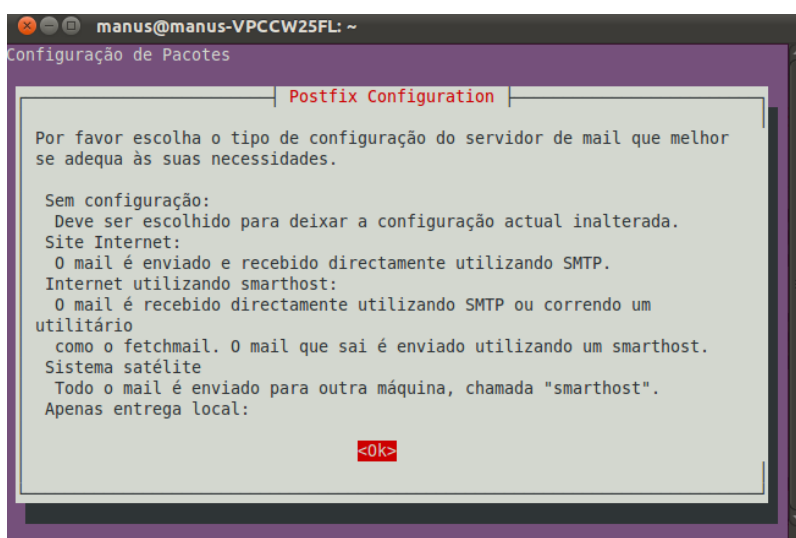 manus@manus-VPCCW25FL: ~
Configuração de Pacotes
Postfix Configuration
Por favor escolha o tipo de configuração do servidor de mail que melhor
se adequa às suas necessidades.
Sem configuração:
Deve ser escolhido para deixar a configuração actual inalterada.
Site Internet:
O mail é enviado e recebido directamente utilizando SMTP.
Internet utilizando smarthost:
O mail é recebido directamente utilizando SMTP ou correndo um
utilitário
como o fetchmail. O mail que sai é enviado utilizando um smarthost.
Sistema satélite
Todo o mail é enviado para outra máquina, chamada "smarthost".
Apenas entrega local:
<Ok>